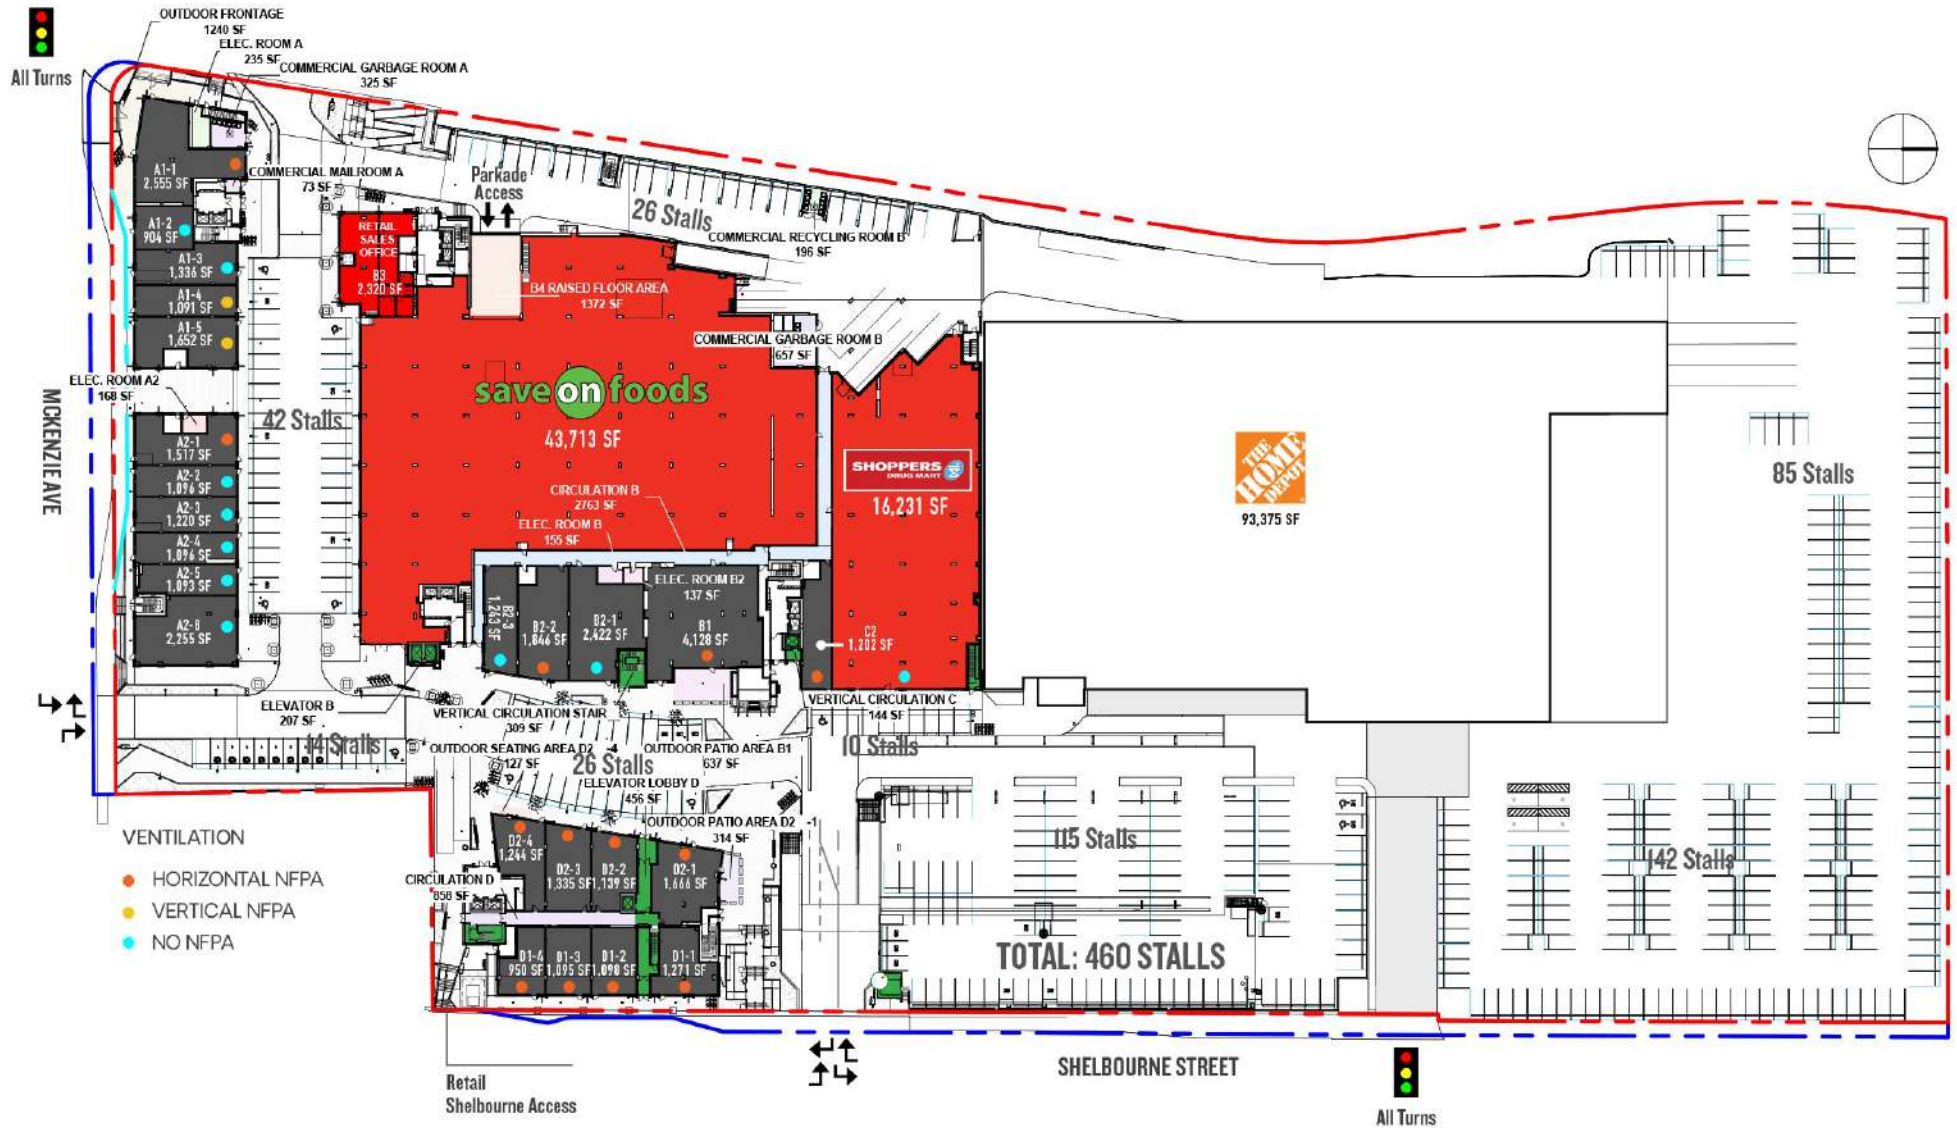 OUTDOOR FRONTAGE
1240 SF
ELEC. ROOM A
235 SF
COMMERCIAL GARBAGE ROOM A
325 SF
All Turns
A1-1
2,555 SF
COMMERCIAL MAILROOM A
73 SF
Parkade
Access
A1-2
904 SF
26 Stalls
RETAIL
SALES
OFFICE
B3
2,320 SF
COMMERCIAL RECYCLING ROOM B
196 SF
A1-3
1,336 SF
A1-4
1,091 SF
A1-5
1,652 SF
B4 RAISED FLOOR AREA
1372 SF
COMMERCIAL GARBAGE ROOM B
657 SF
ELEC. ROOM A2
168 SF
MCKENZIE AVE
42 Stalls
save on foods
43,713 SF
A2-1
1,517 SF
A2-2
1,096 SF
A2-3
1,220 SF
A2-4
1,096 SF
A2-5
1,093 SF
A2-8
2,255 SF
SHOPPERS
DRUG MART
16,231 SF
THE
HOME
DEPOT
93,375 SF
85 Stalls
CIRCULATION B
2763 SF
ELEC. ROOM B
155 SF
ELEC. ROOM B2
137 SF
B2-3
1,243 SF
B2-2
1,846 SF
B2-1
2,422 SF
B1
4,128 SF
C2
1,202 SF
ELEVATOR B
207 SF
VERTICAL CIRCULATION STAIR
309 SF
VERTICAL CIRCULATION C
144 SF
14 Stalls
OUTDOOR SEATING AREA D2 -4
127 SF
26 Stalls
OUTDOOR PATIO AREA B1
637 SF
10 Stalls
ELEVATOR LOBBY D
456 SF
OUTDOOR PATIO AREA D2 -1
314 SF
115 Stalls
142 Stalls
VENTILATION
HORIZONTAL NFPA
VERTICAL NFPA
NO NFPA
D2-4
1,244 SF
D2-3
1,335 SF
D2-2
1,139 SF
D2-1
1,666 SF
CIRCULATION D
858 SF
D1-4
950 SF
D1-3
1,095 SF
D1-2
1,098 SF
D1-1
1,271 SF
TOTAL: 460 STALLS
Retail
Shelbourne Access
SHELBOURNE STREET
All Turns